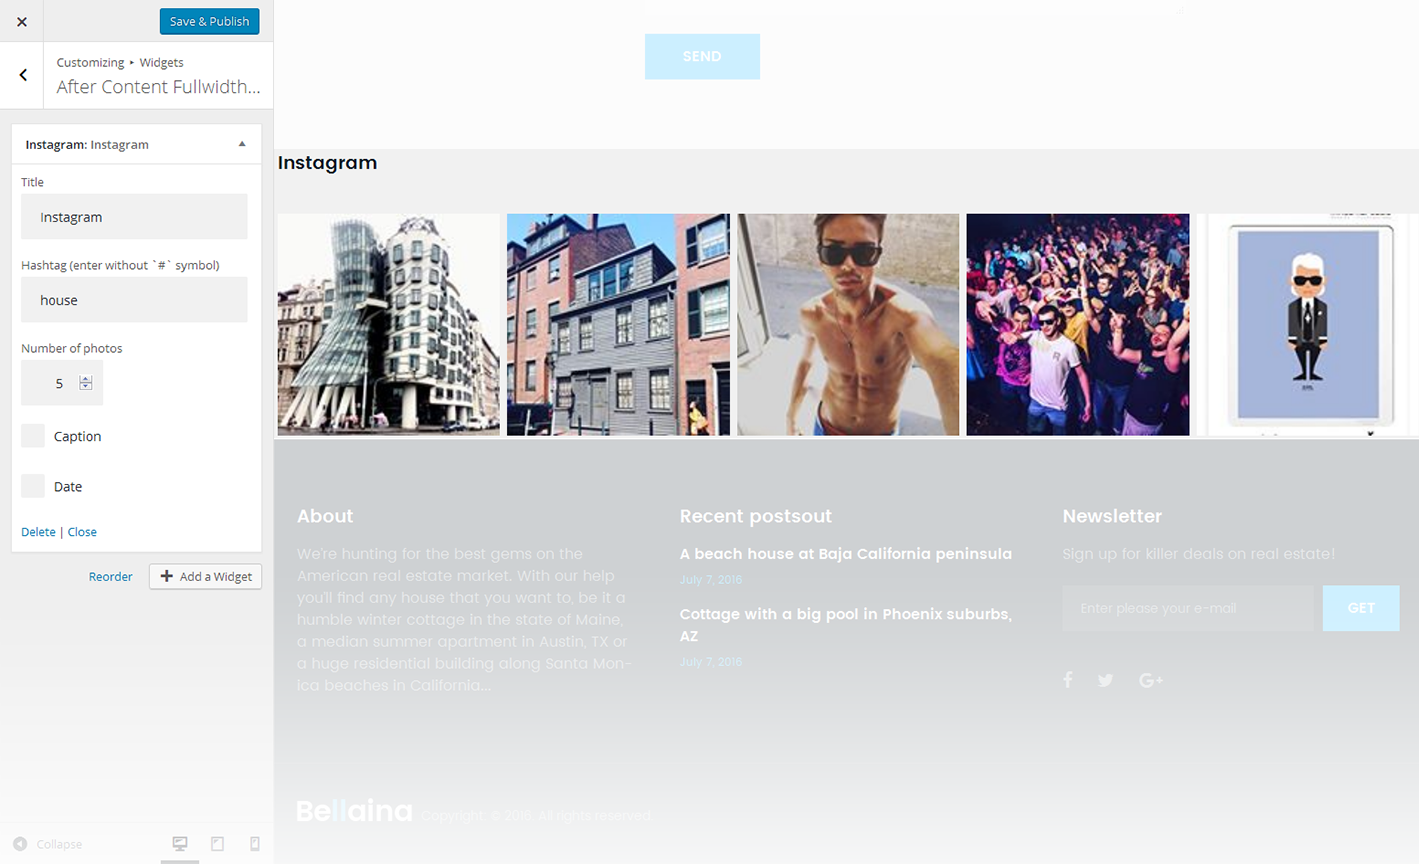 Save & Publish
Customizing ▸ Widgets
After Content Fullwidth...
Instagram: Instagram
Title
Instagram
Hashtag (enter without `#` symbol)
house
Number of photos
5
Caption
Date
Delete | Close
Reorder
Add a Widget
Collapse
SEND
Instagram
About
We're hunting for the best gems on the
American real estate market. With our help
you'll find any house that you want to, be it a
humble winter cottage in the state of Maine,
a median summer apartment in Austin, TX or
a huge residential building along Santa Mon-
ica beaches in California...
Recent postsout
A beach house at Baja California peninsula
July 7, 2016
Cottage with a big pool in Phoenix suburbs,
AZ
July 7, 2016
Newsletter
Sign up for killer deals on real estate!
Enter please your e-mail
GET
Bellaina
Copyright © 2016. All rights reserved.